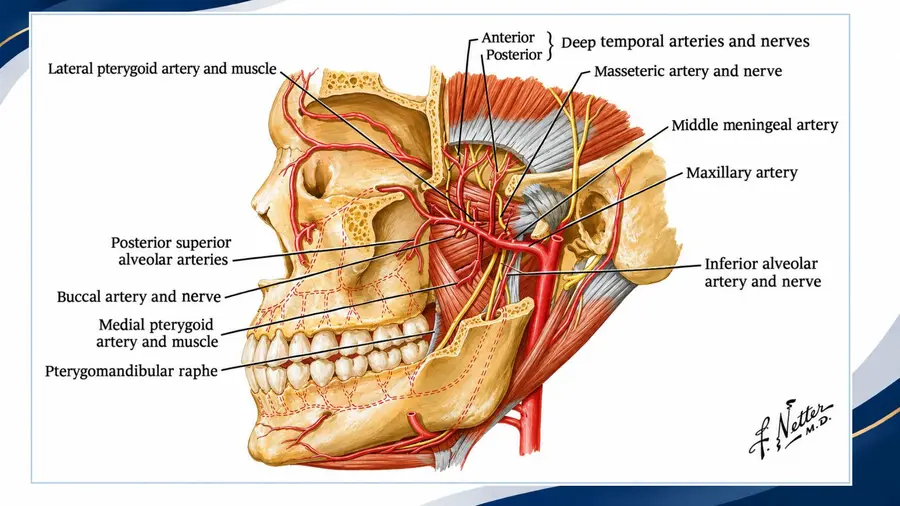 Anterior
Posterior
Deep temporal arteries and nerves
Lateral pterygoid artery and muscle
Masseteric artery and nerve
Middle meningeal artery
Maxillary artery
Posterior superior
alveolar arteries
Inferior alveolar
artery and nerve
Buccal artery and nerve
Medial pterygoid
artery and muscle
Pterygomandibular raphe
F. Netter
M.D.